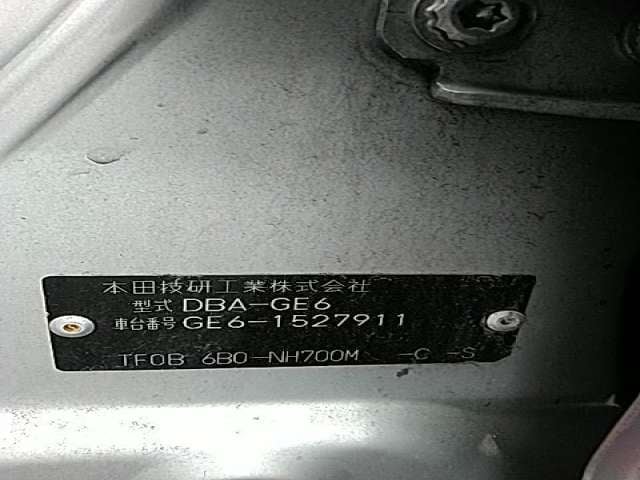 本田技研工業株式会社
型式 DBA-GE6
車台番号 GE6-1527911
TF0B 6B0-NH700M -C -S